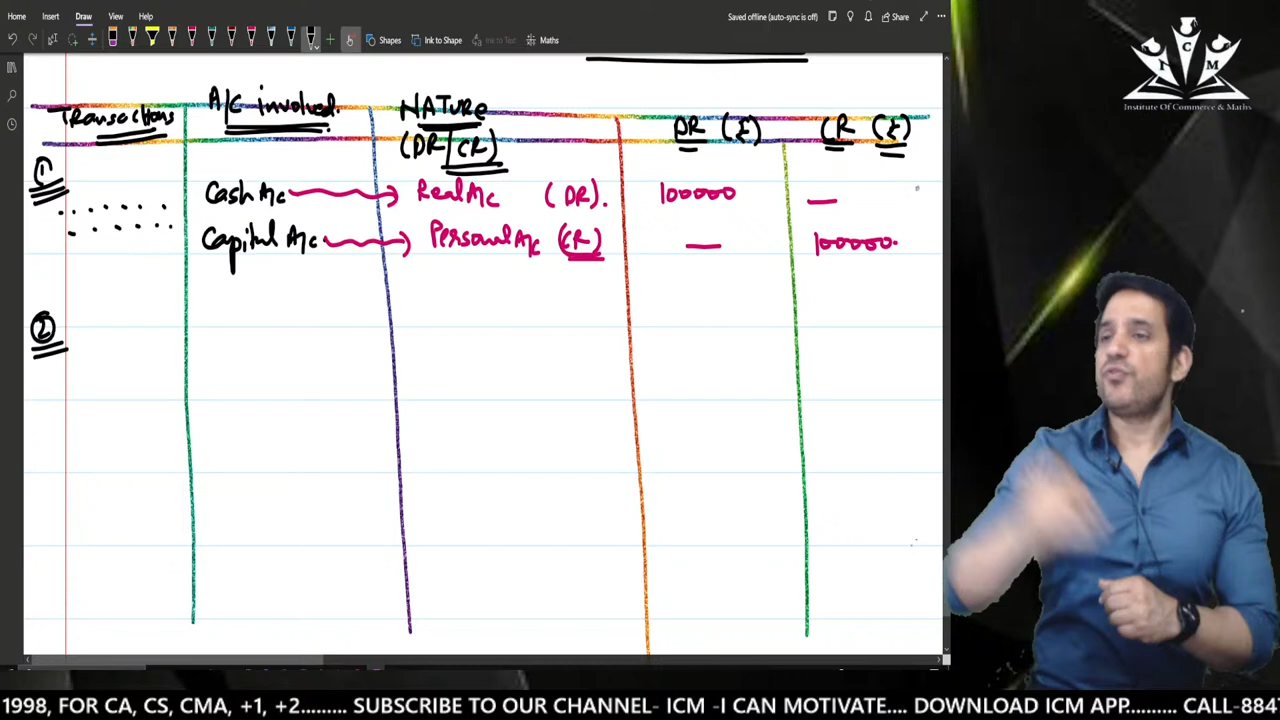 Home Insert Draw View Help
Saved offline (auto-sync is off)
Share
Shapes Ink to Shape Ink to Text Maths
I C M
Institute Of Commerce & Maths
Transactions A/C involved. NATURE DR (₹) CR (₹)
(DR/CR)
①
Cash A/c Real A/c (DR). 100000 —
Capital A/c Personal A/c (CR) — 100000.
②
1998, FOR CA, CS, CMA, +1, +2......... SUBSCRIBE TO OUR CHANNEL- ICM -I CAN MOTIVATE.... DOWNLOAD ICM APP........ CALL-884